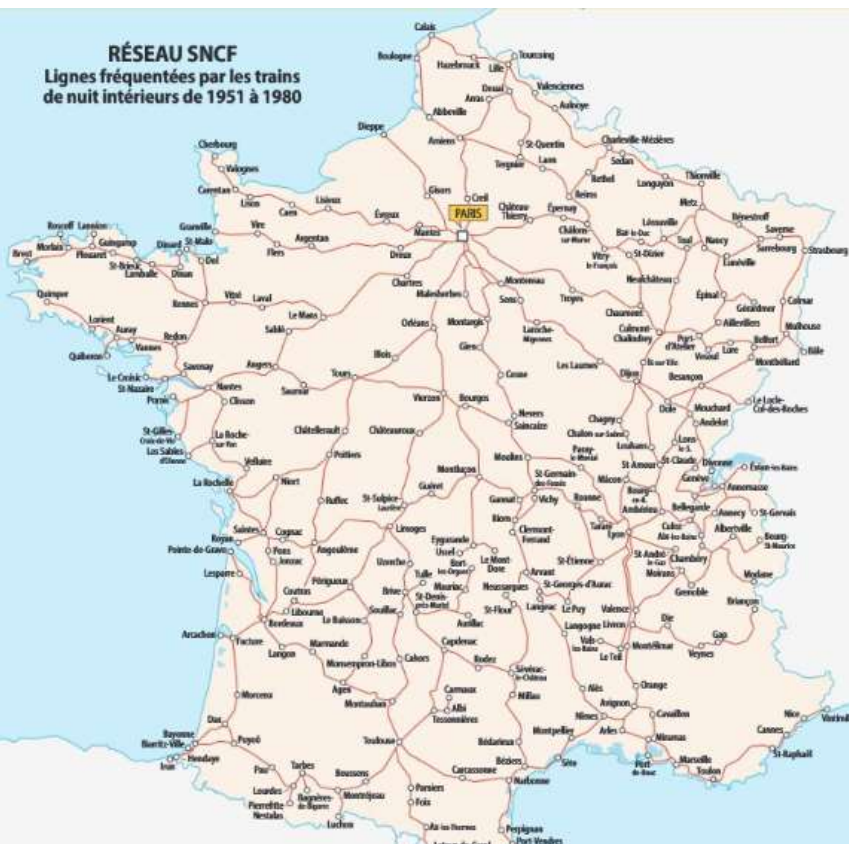 RÉSEAU SNCF
Lignes fréquentées par les trains
de nuit intérieurs de 1951 à 1980
Calais
Boulogne
Hazebrouck
Lille
Tourcoing
Douai
Valenciennes
Arras
Aulnoye
Abbeville
Dieppe
Amiens
St-Quentin
Charleville-Mézières
Cherbourg
Tergnier
Laon
Sedan
Valognes
Rethel
Longuyon
Thionville
Carentan
Lison
Caen
Lisieux
Gisors
Creil
Reims
Metz
PARIS
Château-
Thierry
Épernay
Évreux
Mantes
Châlons
sur-Marne
Lérouville
Bénestroff
Granville
Vire
Bar-le-Duc
Toul
Nancy
Saverne
Sarrebourg
Strasbourg
Roscoff
Lannion
Morlaix
Guingamp
Plouaret
Dinard
St-Malo
Flers
Argentan
Dreux
Vitry
le-François
St-Dizier
Lunéville
Brest
St-Brieuc
Lamballe
Dinan
Dol
Neufchâteau
Chartres
Malesherbes
Montereau
Sens
Troyes
Épinal
Gérardmer
Colmar
Quimper
Rennes
Vitré
Laval
Le Mans
Chaumont
Aillevillers
Orléans
Montargis
Laroche-
Migennes
Culmont-
Chalindrey
Port-
d'Atelier
Mulhouse
Lorient
Auray
Vannes
Redon
Sablé
Belfort
Vesoul
Lure
Bâle
Quiberon
Gien
Blois
Les Laumes
Is sur Tille
Montbéliard
Savenay
Angers
Tours
Dijon
Besançon
Le Croisic
St-Nazaire
Nantes
Saumur
Cosne
Pornic
Clisson
Vierzon
Bourges
Dole
Mouchard
Le Locle-
Col-des-Roches
Nevers
Saincaize
Chagny
Andelot
St-Gilles
Croix-de-Vie
La Roche-
sur-Yon
Châtellerault
Châteauroux
Chalon sur Saône
Louhans
Lons-
le-S.
Les Sables
d'Olonne
Velluire
Poitiers
Moulins
Paray-
le-Monial
St Amour
St-Claude
Divonne
Évian-les-Bains
Montluçon
St-Germain-
des-Fossés
Mâcon
Genève
Annemasse
La Rochelle
Niort
Guéret
Gannat
Vichy
Roanne
Bourg-
en-B.
Bellegarde
Ruffec
St-Sulpice-
Laurière
Riom
Ambérieu
Annecy
St-Gervais
Saintes
Cognac
Limoges
Clermont-
Ferrand
Tarare
Lyon
Culoz
Aix-les-Bains
Albertville
Bourg-
St-Maurice
Royan
Pointe-de-Grave
Pons
Jonzac
Angoulême
Eygurande
Ussel
Le Mont-
Dore
St André
le-Gaz
Chambéry
Lesparre
Uzerche
Bort-
les-Orgues
Arvant
St-Étienne
Moirans
Modane
Périgueux
Tulle
Mauriac
Neussargues
St-Georges-d'Aurac
Grenoble
Coutras
Brive
St-Denis-
près-Martel
St-Flour
Langeac
Le Puy
Valence
Briançon
Libourne
Bordeaux
Le Buisson
Souillac
Aurillac
Langogne
Livron
Die
Arcachon
Facture
Marmande
Capdenac
Vals-
les-Bains
Gap
Langon
Monsempron-Libos
Cahors
Rodez
Sévérac-
le-Château
Le Teil
Montélimar
Veynes
Agen
Carmaux
Millau
Alès
Orange
Morcenx
Montauban
Albi
Tessonnières
Avignon
Cavaillon
Nice
Vintimille
Dax
Nîmes
Arles
Miramas
Cannes
Bayonne
Biarritz-Ville
Puyoô
Toulouse
Bédarieux
Montpellier
St-Raphaël
Hendaye
Irun
Béziers
Sète
Port-
de-Bouc
Marseille
Toulon
Pau
Tarbes
Boussens
Carcassonne
Narbonne
Lourdes
Bagnères-
de-Bigorre
Montréjeau
Pamiers
Foix
Pierrefitte
Nestalas
Luchon
Ax-les-Thermes
Perpignan
Port-Vendres